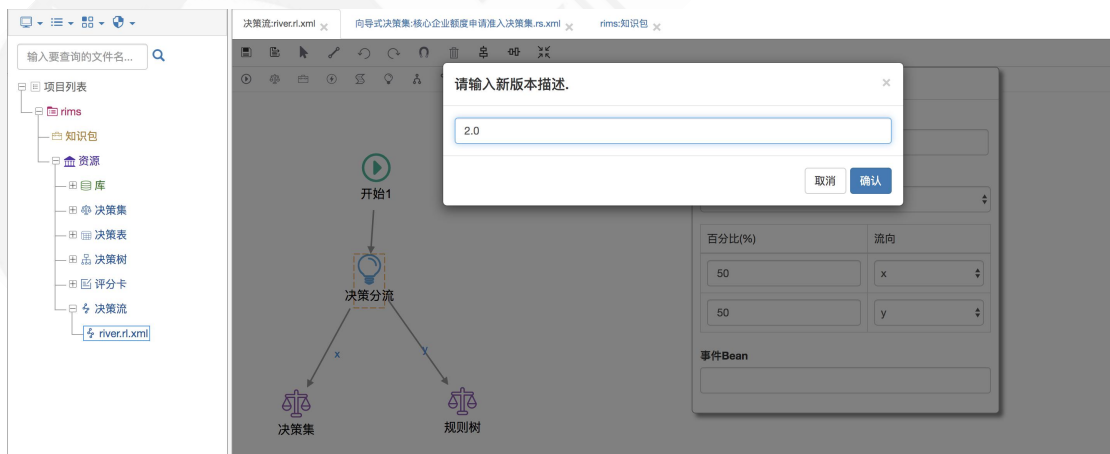 决策流:river.rl.xml
向导式决策集:核心企业额度申请准入决策集.rs.xml
rims:知识包
输入要查询的文件名...
项目列表
rims
知识包
资源
库
决策集
决策表
决策树
评分卡
决策流
river.rl.xml
请输入新版本描述.
2.0
取消
确认
开始1
决策分流
x
y
决策集
规则树
百分比(%)
流向
50
x
50
y
事件Bean